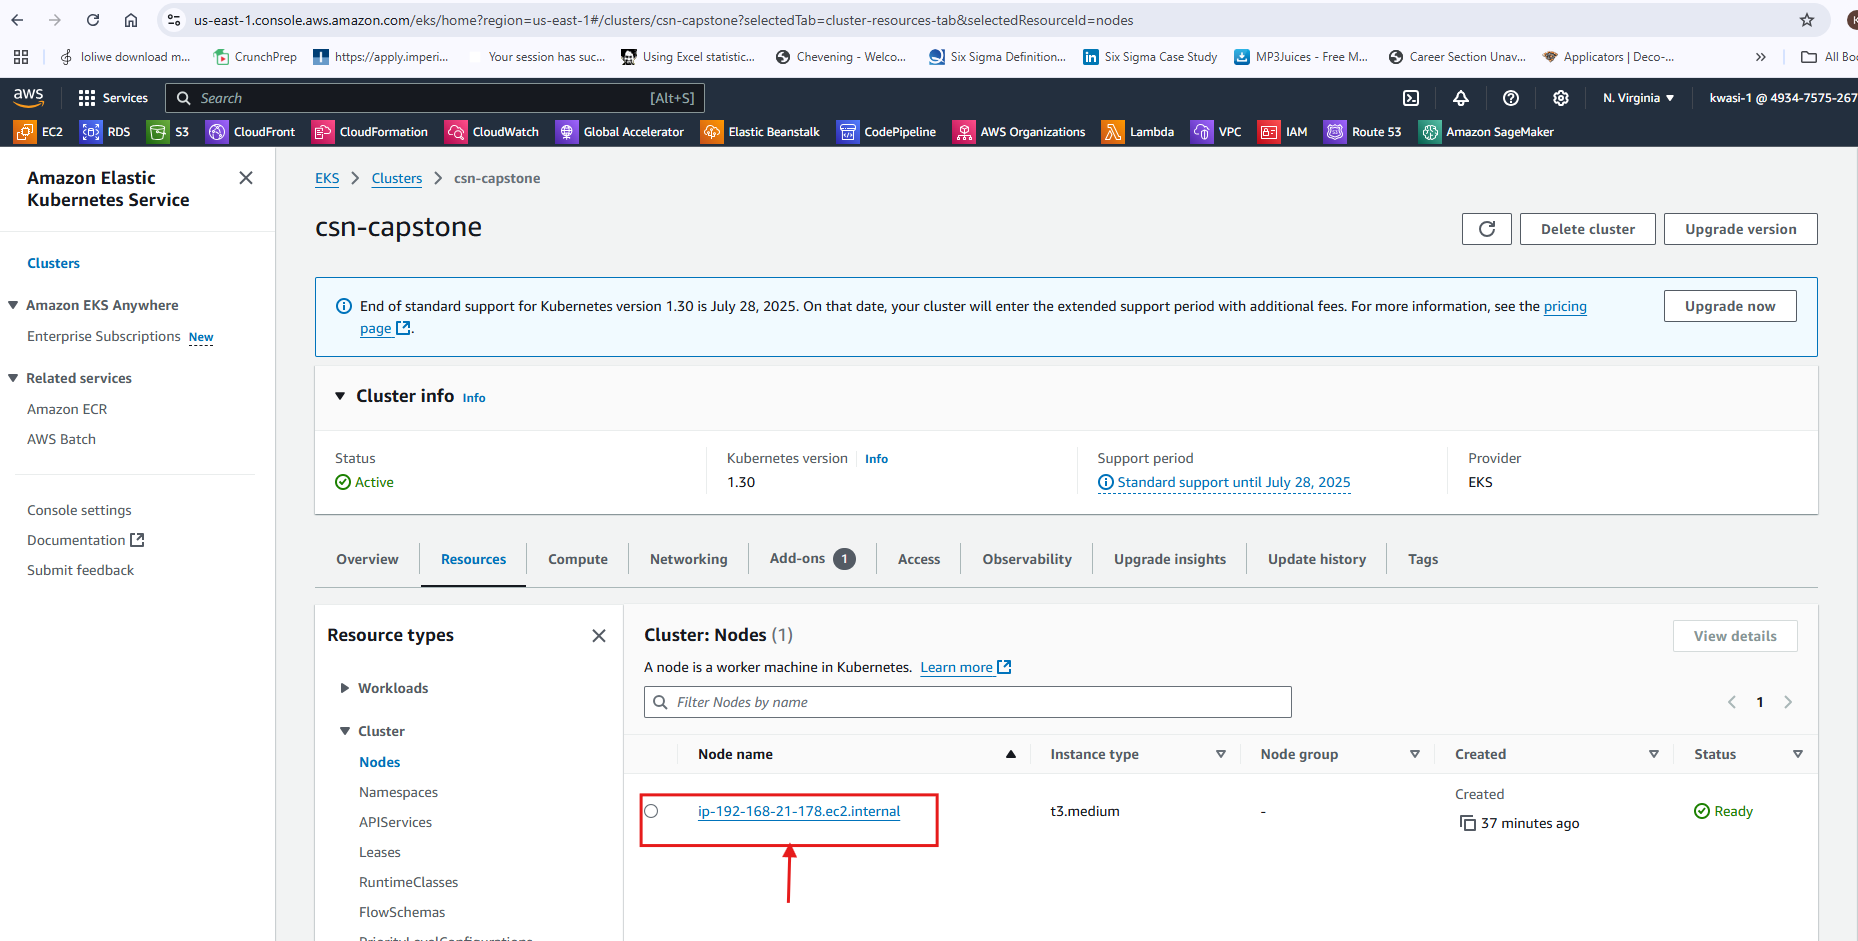 us-east-1.console.aws.amazon.com/eks/home?region=us-east-1#/clusters/csn-capstone?selectedTab=cluster-resources-tab&selectedResourceId=nodes
loliwe download m...
CrunchPrep
https://apply.imperi...
Your session has suc...
Using Excel statistic...
Chevening - Welco...
Six Sigma Definition...
Six Sigma Case Study
MP3Juices - Free M...
Career Section Unav...
Applicators | Deco-...
»
All Boo
aws
Services
Search
[Alt+S]
N. Virginia
kwasi-1 @ 4934-7575-267
EC2
RDS
S3
CloudFront
CloudFormation
CloudWatch
Global Accelerator
Elastic Beanstalk
CodePipeline
AWS Organizations
Lambda
VPC
IAM
Route 53
Amazon SageMaker
Amazon Elastic
Kubernetes Service
Clusters
Amazon EKS Anywhere
Enterprise Subscriptions New
Related services
Amazon ECR
AWS Batch
Console settings
Documentation
Submit feedback
EKS > Clusters > csn-capstone
csn-capstone
Delete cluster
Upgrade version
End of standard support for Kubernetes version 1.30 is July 28, 2025. On that date, your cluster will enter the extended support period with additional fees. For more information, see the pricing
page.
Upgrade now
Cluster info Info
Status
Active
Kubernetes version Info
1.30
Support period
Standard support until July 28, 2025
Provider
EKS
Overview
Resources
Compute
Networking
Add-ons 1
Access
Observability
Upgrade insights
Update history
Tags
Resource types
Workloads
Cluster
Nodes
Namespaces
APIServices
Leases
RuntimeClasses
FlowSchemas
PriorityLevelConfigurations
Cluster: Nodes (1)
View details
A node is a worker machine in Kubernetes. Learn more
Filter Nodes by name
1
Node name
Instance type
Node group
Created
Status
ip-192-168-21-178.ec2.internal
t3.medium
-
Created
37 minutes ago
Ready